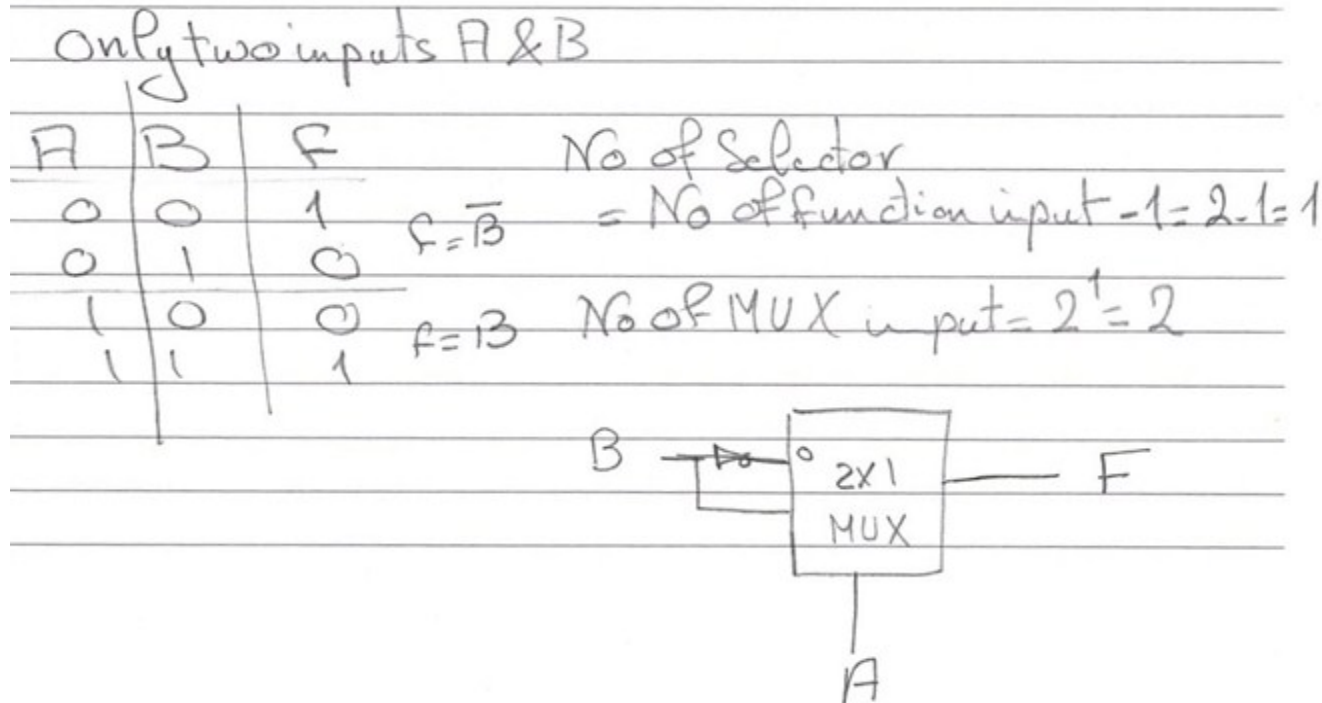 Only two inputs A & B
A B F
0 0 1
0 1 0
f = B̅
1 0 0
1 1 1
f = B
No of Selector
= No of function input - 1 = 2 - 1 = 1
No of MUX input = 2¹ = 2
B
0
2X1
MUX
F
A